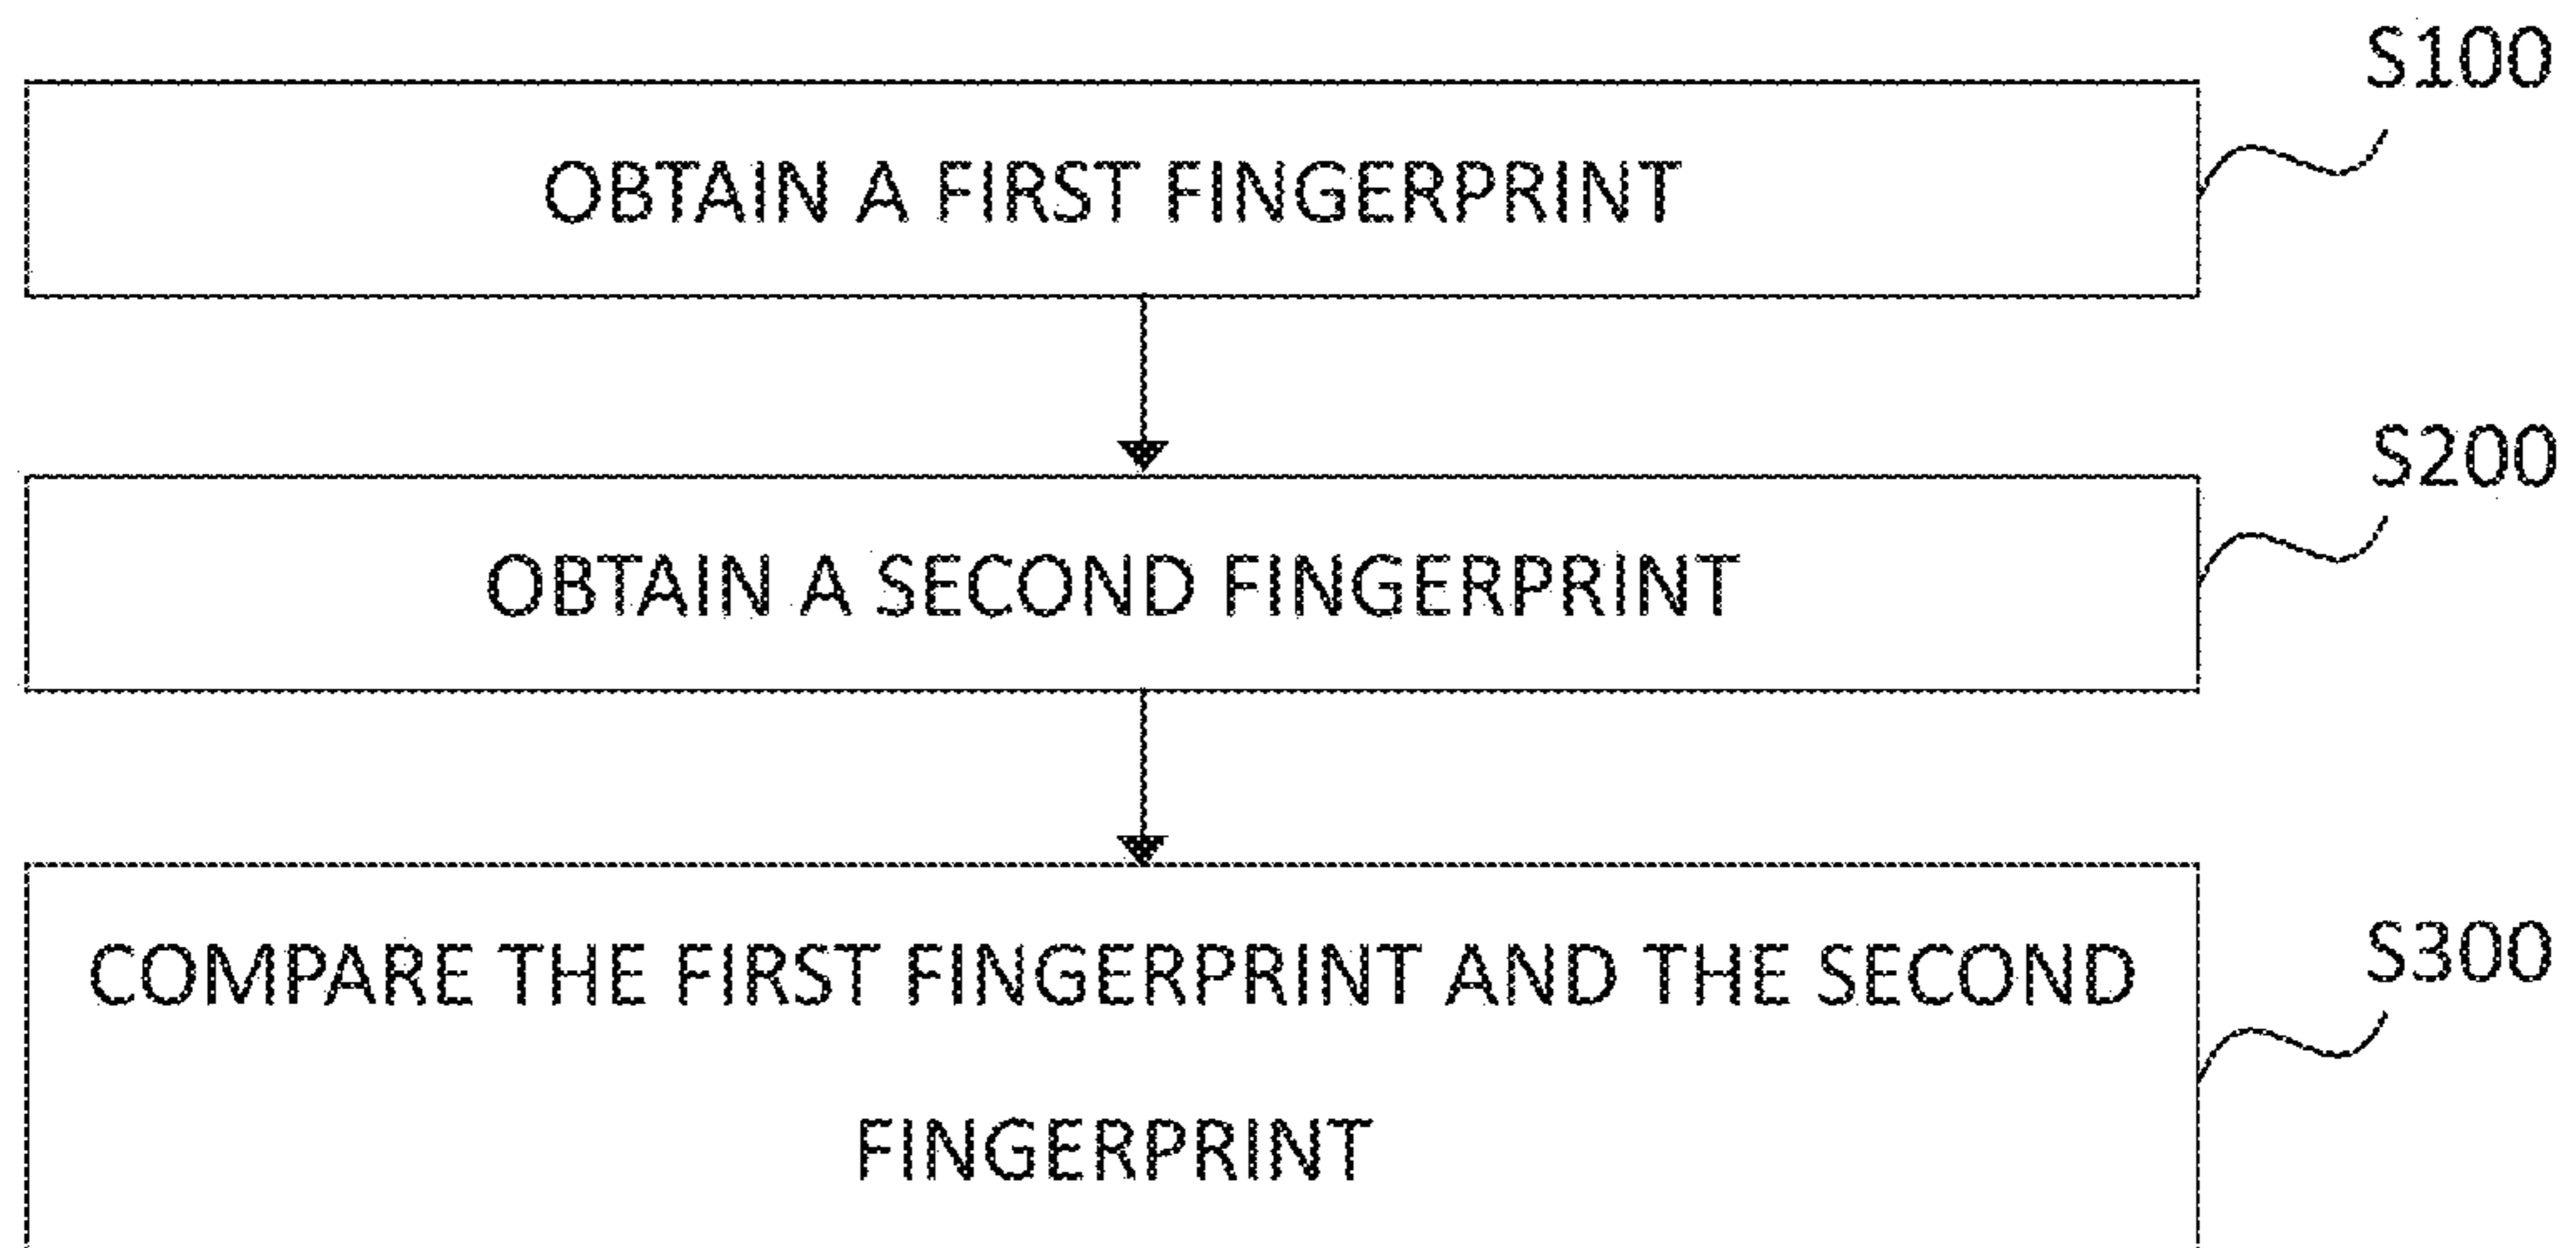 S100
OBTAIN A FIRST FINGERPRINT
S200
OBTAIN A SECOND FINGERPRINT
S300
COMPARE THE FIRST FINGERPRINT AND THE SECOND
FINGERPRINT